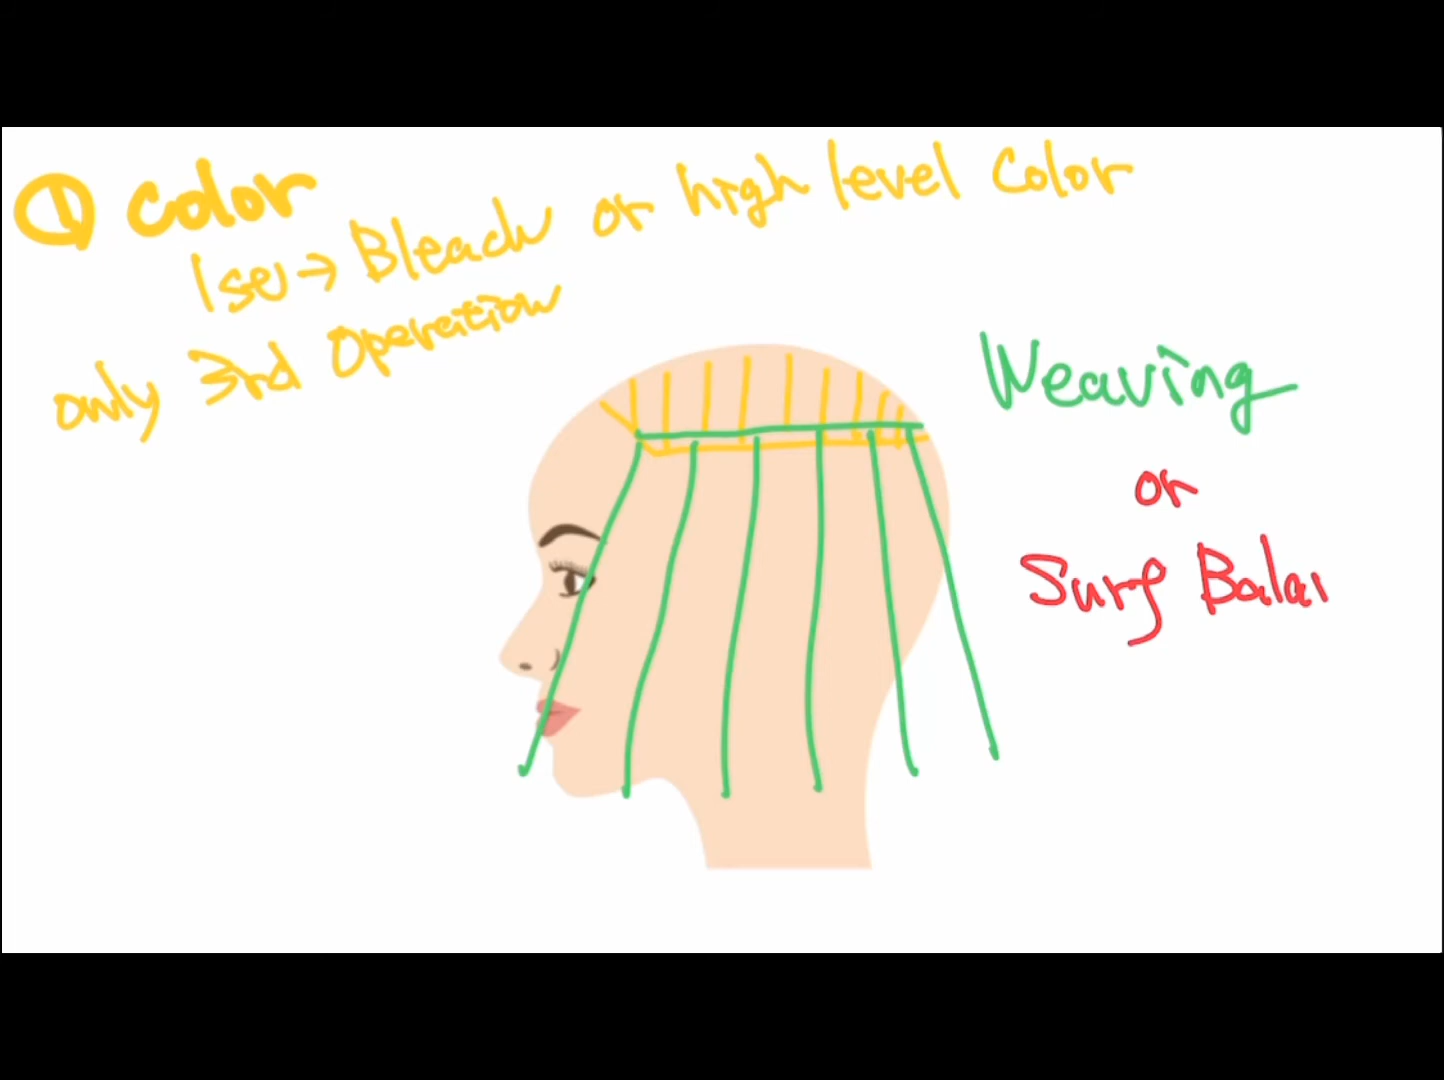 ① Color
1st → Bleach or high level Color
only 3rd Operation
Weaving
or
Surf Balai